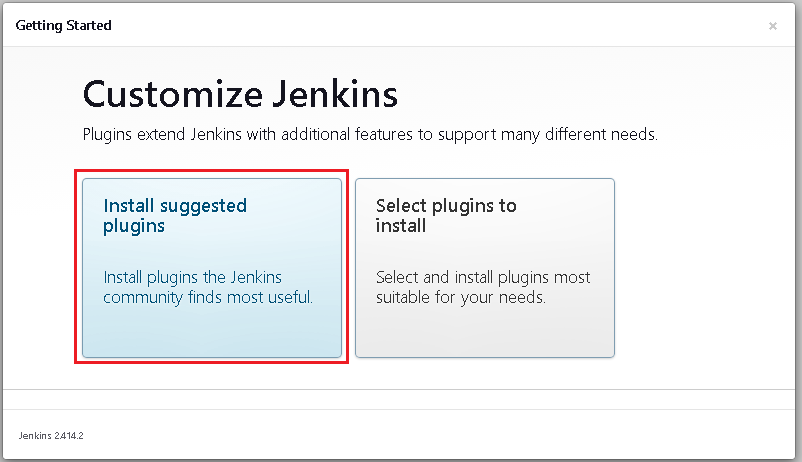 Getting Started
×
Customize Jenkins
Plugins extend Jenkins with additional features to support many different needs.
Install suggested
plugins
Install plugins the Jenkins
community finds most useful.
Select plugins to
install
Select and install plugins most
suitable for your needs.
Jenkins 2.414.2